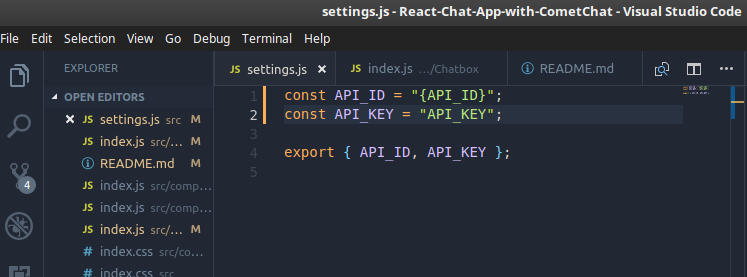 settings.js - React-Chat-App-with-CometChat - Visual Studio Code
File Edit Selection View Go Debug Terminal Help
EXPLORER
JS settings.js JS index.js .../Chatbox README.md
OPEN EDITORS
JS settings.js src M
JS index.js src/... M
README.md M
JS index.js src/comp...
JS index.js src/comp...
JS index.js src/... M
# index.css src/co...
# index.css src
4
1 const API_ID = "{API_ID}";
2 const API_KEY = "API_KEY";
3
4 export { API_ID, API_KEY };
5